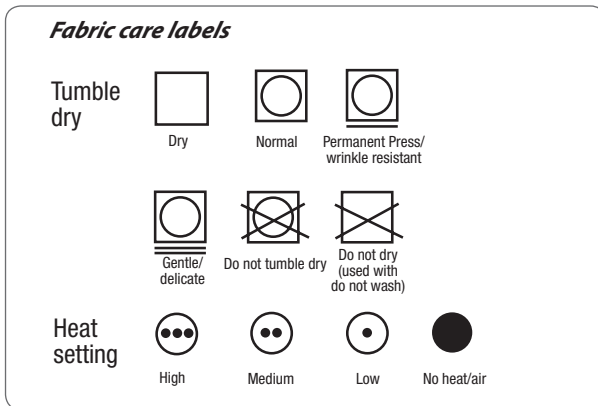 Fabric care labels
Tumble
dry
Dry
Normal
Permanent Press/
wrinkle resistant
Gentle/
delicate
Do not tumble dry
Do not dry
(used with
do not wash)
Heat
setting
High
Medium
Low
No heat/air